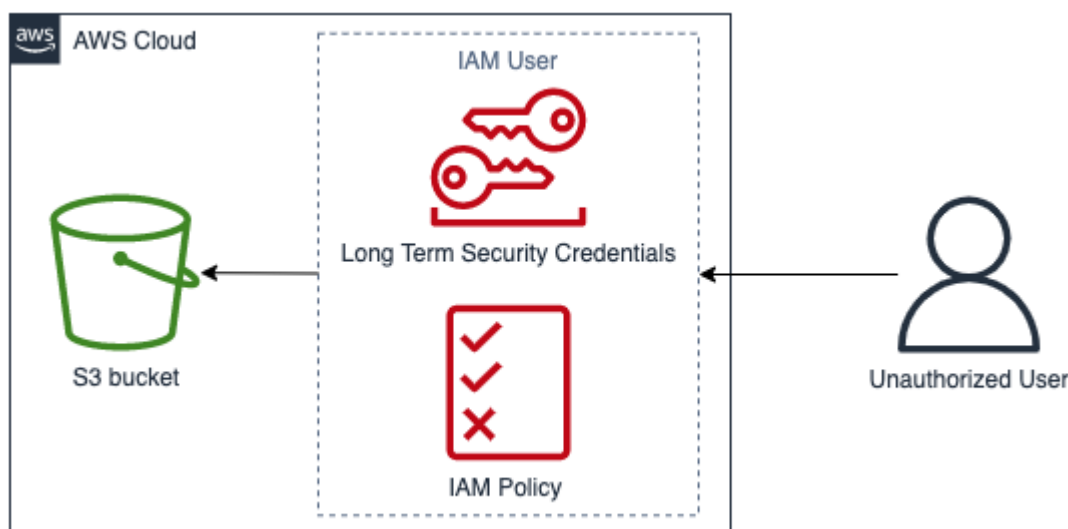 aws
AWS Cloud
IAM User
Long Term Security Credentials
S3 bucket
Unauthorized User
IAM Policy